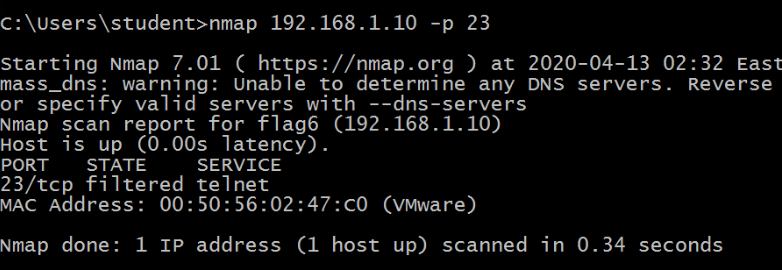 C:\Users\student>nmap 192.168.1.10 -p 23
Starting Nmap 7.01 ( https://nmap.org ) at 2020-04-13 02:32 East
mass_dns: warning: Unable to determine any DNS servers. Reverse
or specify valid servers with --dns-servers
Nmap scan report for flag6 (192.168.1.10)
Host is up (0.00s latency).
PORT   STATE    SERVICE
23/tcp filtered telnet
MAC Address: 00:50:56:02:47:C0 (VMware)
Nmap done: 1 IP address (1 host up) scanned in 0.34 seconds